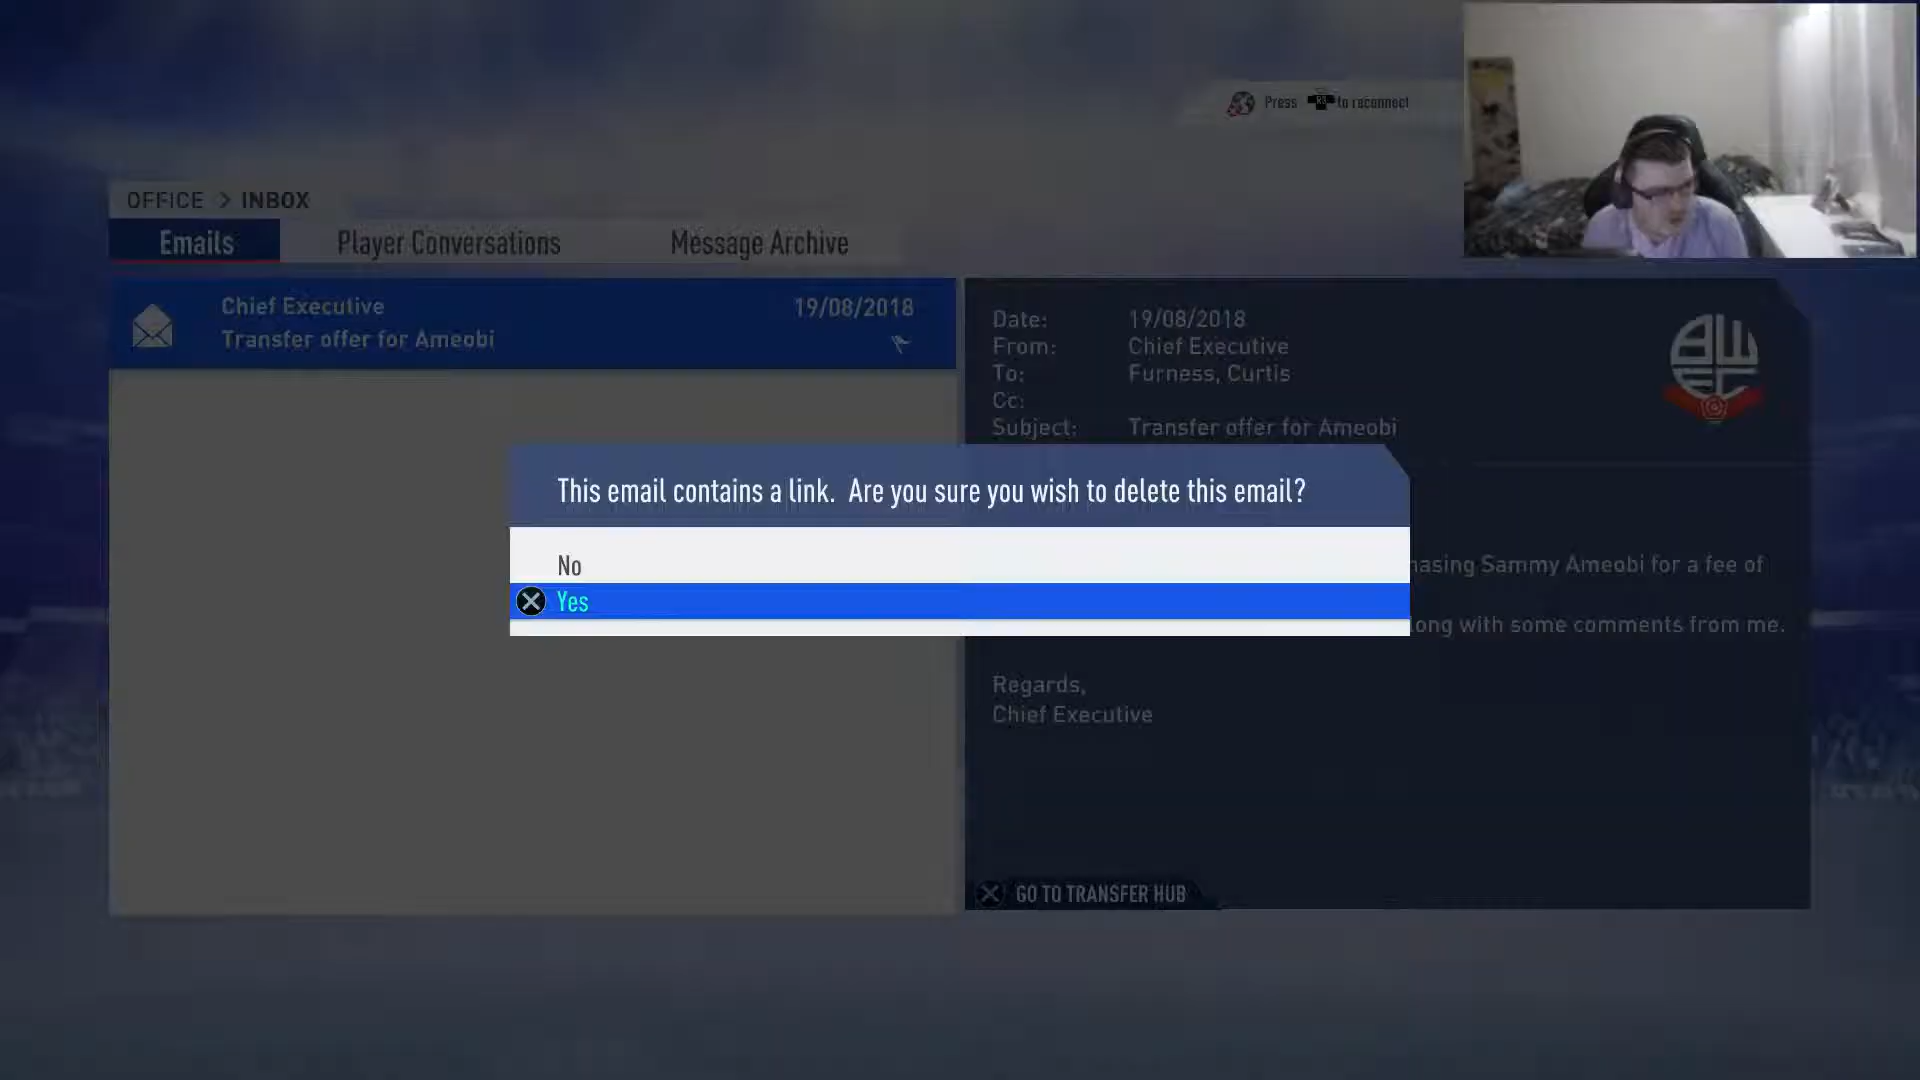 Press R3 to reconnect
OFFICE > INBOX
Emails
Player Conversations
Message Archive
Chief Executive
19/08/2018
Transfer offer for Ameobi
Date: 19/08/2018
From: Chief Executive
To: Furness, Curtis
Cc:
Subject: Transfer offer for Ameobi
This email contains a link. Are you sure you wish to delete this email?
No
Yes
hasing Sammy Ameobi for a fee of
long with some comments from me.
Regards,
Chief Executive
GO TO TRANSFER HUB